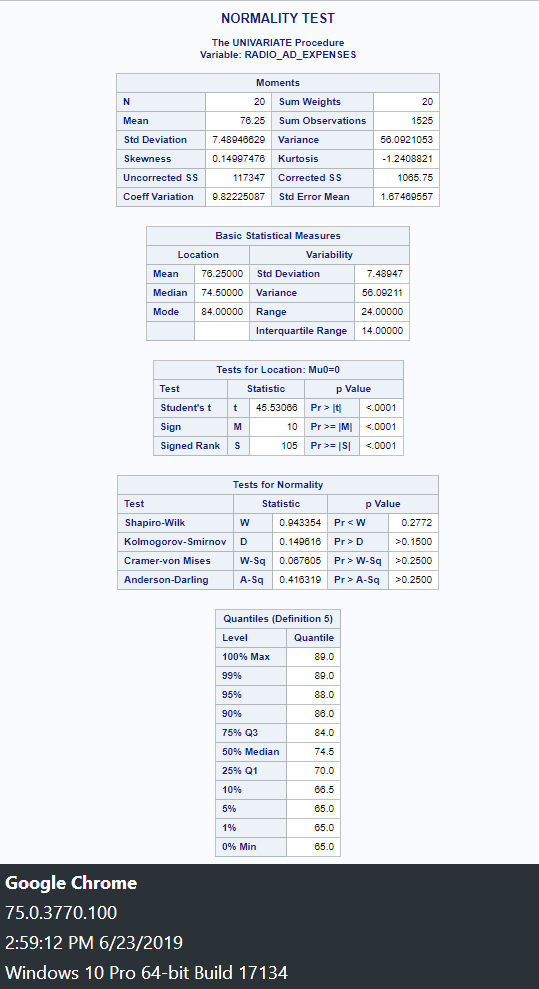 NORMALITY TEST
The UNIVARIATE Procedure
Variable: RADIO_AD_EXPENSES
Moments
N 20 Sum Weights 20
Mean 76.25 Sum Observations 1525
Std Deviation 7.48946629 Variance 56.0921053
Skewness 0.14997476 Kurtosis -1.2408821
Uncorrected SS 117347 Corrected SS 1065.75
Coeff Variation 9.82225087 Std Error Mean 1.67469557
Basic Statistical Measures
Location Variability
Mean 76.25000 Std Deviation 7.48947
Median 74.50000 Variance 56.09211
Mode 84.00000 Range 24.00000
Interquartile Range 14.00000
Tests for Location: Mu0=0
Test Statistic p Value
Student's t t 45.53066 Pr > |t| <.0001
Sign M 10 Pr >= |M| <.0001
Signed Rank S 105 Pr >= |S| <.0001
Tests for Normality
Test Statistic p Value
Shapiro-Wilk W 0.943354 Pr < W 0.2772
Kolmogorov-Smirnov D 0.149616 Pr > D >0.1500
Cramer-von Mises W-Sq 0.067605 Pr > W-Sq >0.2500
Anderson-Darling A-Sq 0.416319 Pr > A-Sq >0.2500
Quantiles (Definition 5)
Level Quantile
100% Max 89.0
99% 89.0
95% 88.0
90% 86.0
75% Q3 84.0
50% Median 74.5
25% Q1 70.0
10% 66.5
5% 65.0
1% 65.0
0% Min 65.0
Google Chrome
75.0.3770.100
2:59:12 PM 6/23/2019
Windows 10 Pro 64-bit Build 17134